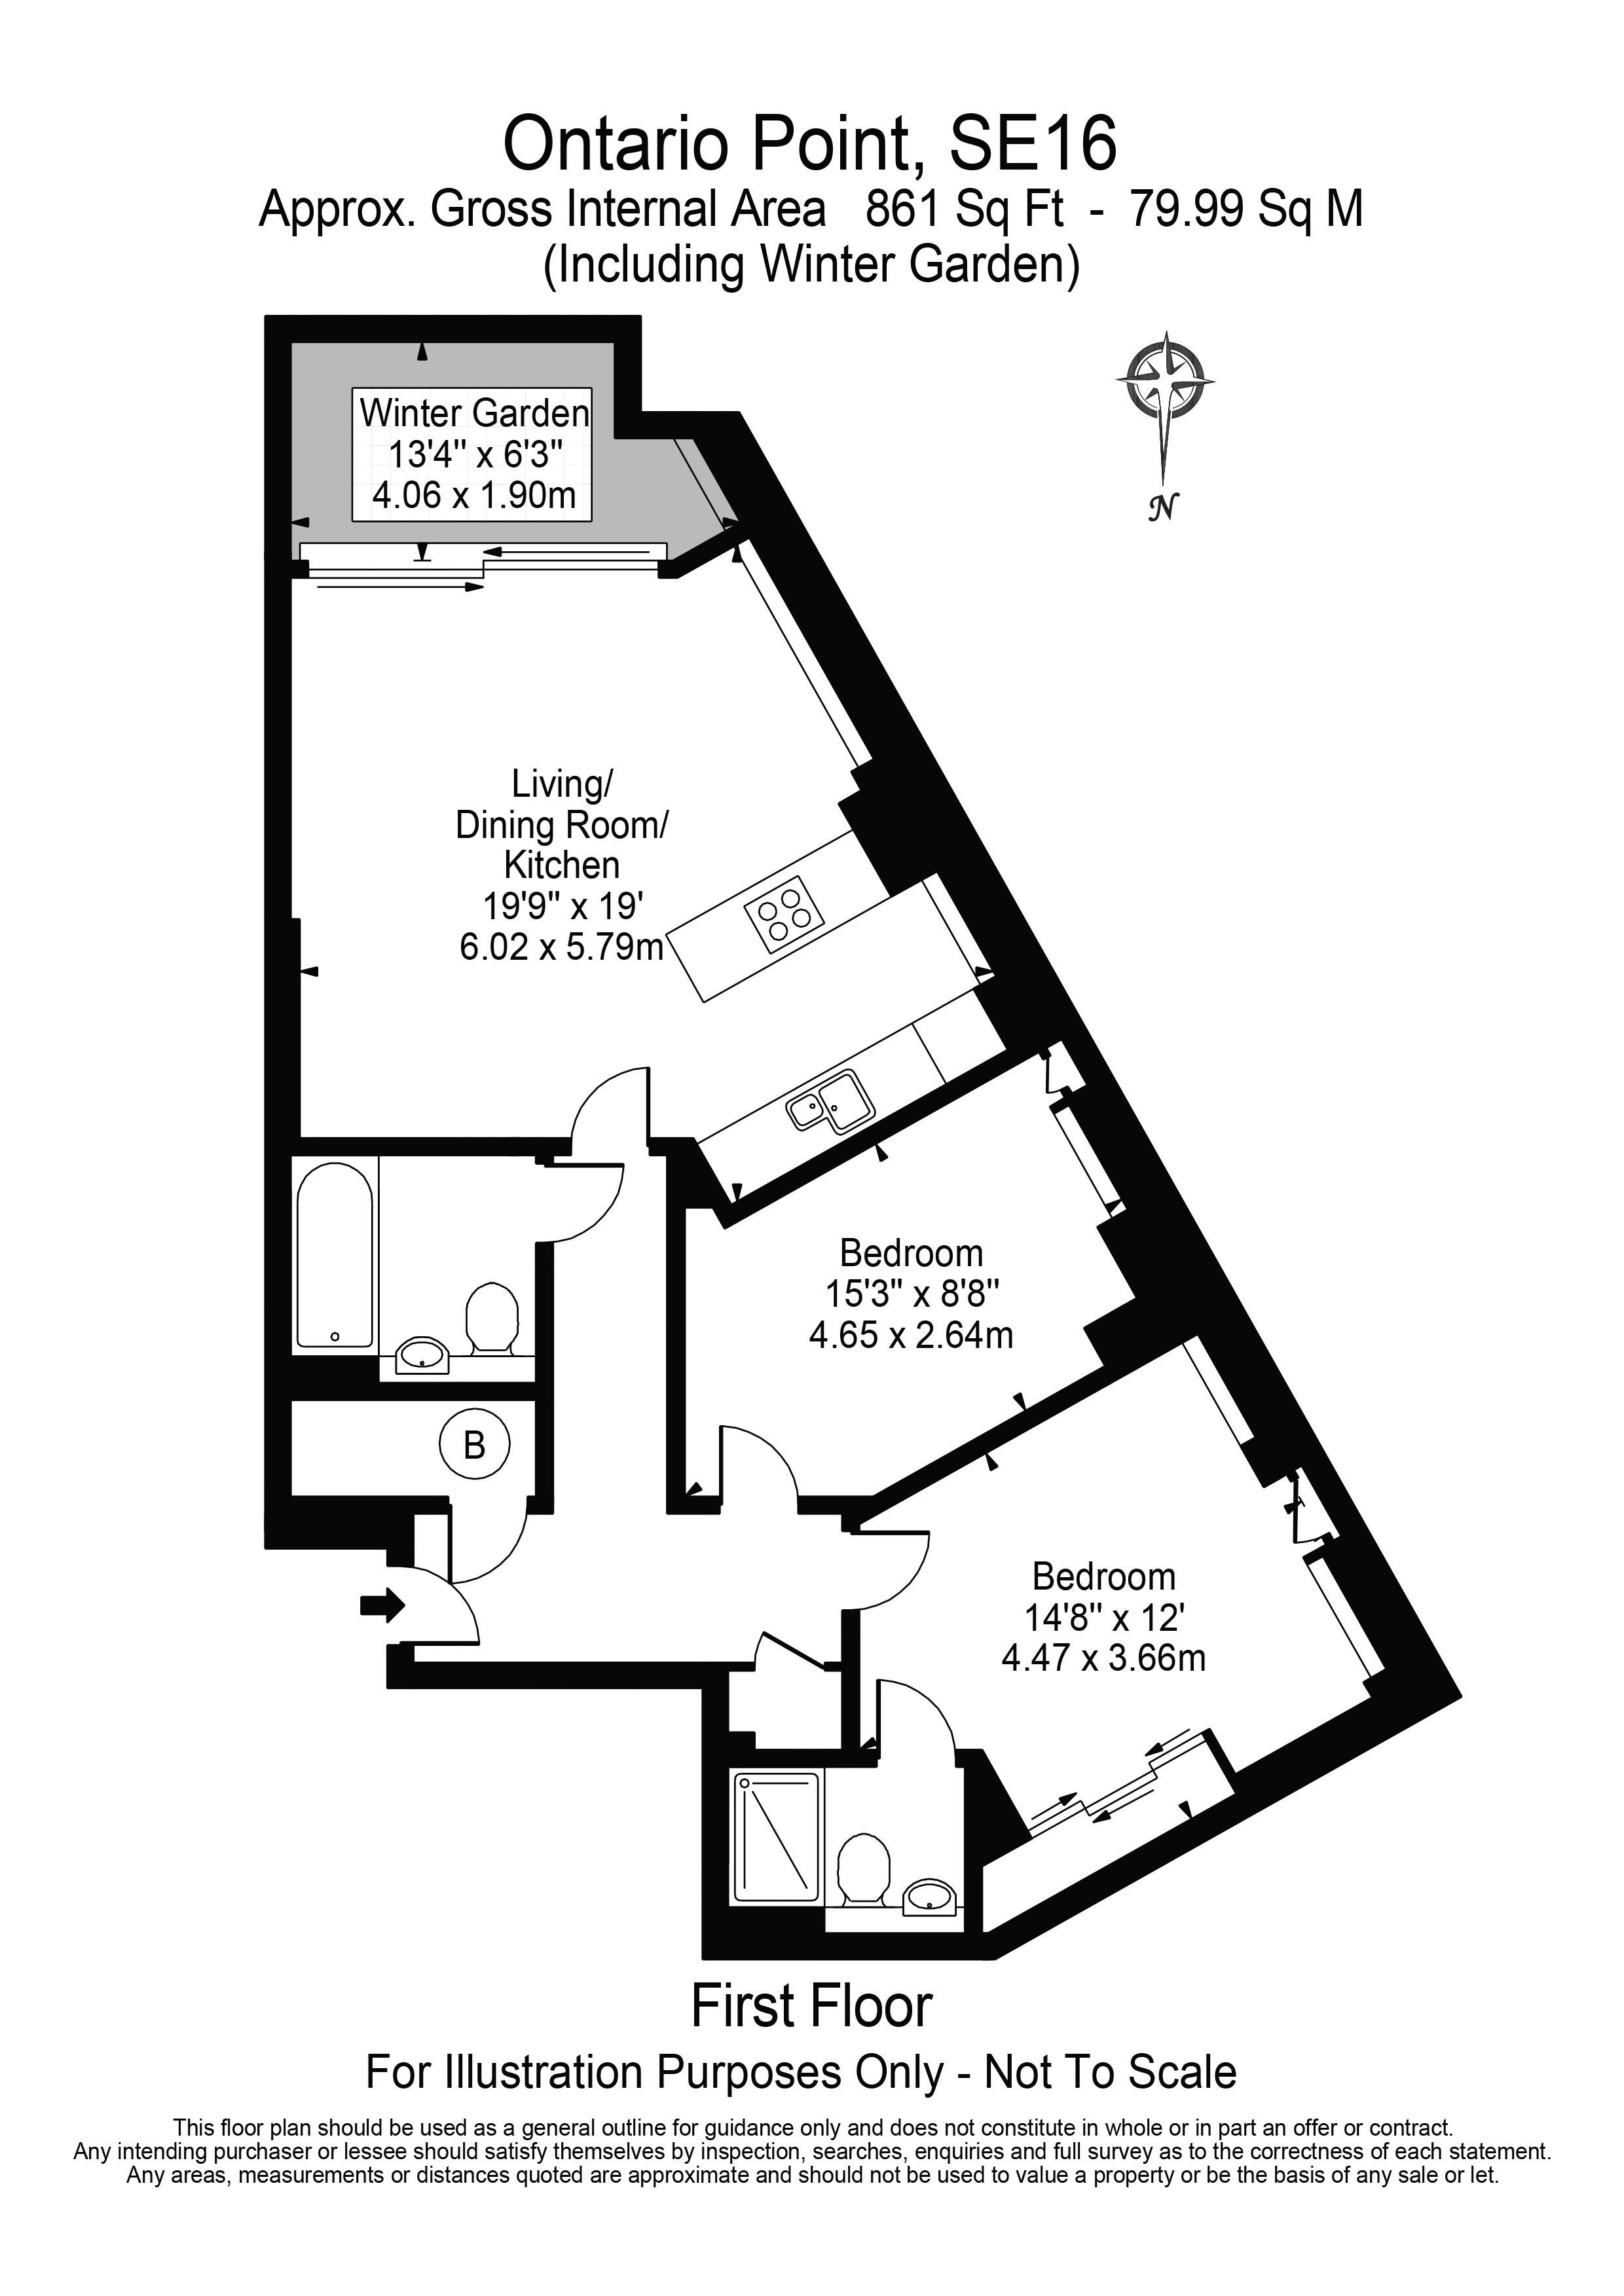 Ontario Point, SE16
Approx. Gross Internal Area 861 Sq Ft - 79.99 Sq M
(Including Winter Garden)
Winter Garden
13'4" x 6'3"
4.06 x 1.90m
N
Living/
Dining Room/
Kitchen
19'9" x 19'
6.02 x 5.79m
Bedroom
15'3" x 8'8"
4.65 x 2.64m
B
Bedroom
14'8" x 12'
4.47 x 3.66m
First Floor
For Illustration Purposes Only - Not To Scale
This floor plan should be used as a general outline for guidance only and does not constitute in whole or in part an offer or contract.
Any intending purchaser or lessee should satisfy themselves by inspection, searches, enquiries and full survey as to the correctness of each statement.
Any areas, measurements or distances quoted are approximate and should not be used to value a property or be the basis of any sale or let.